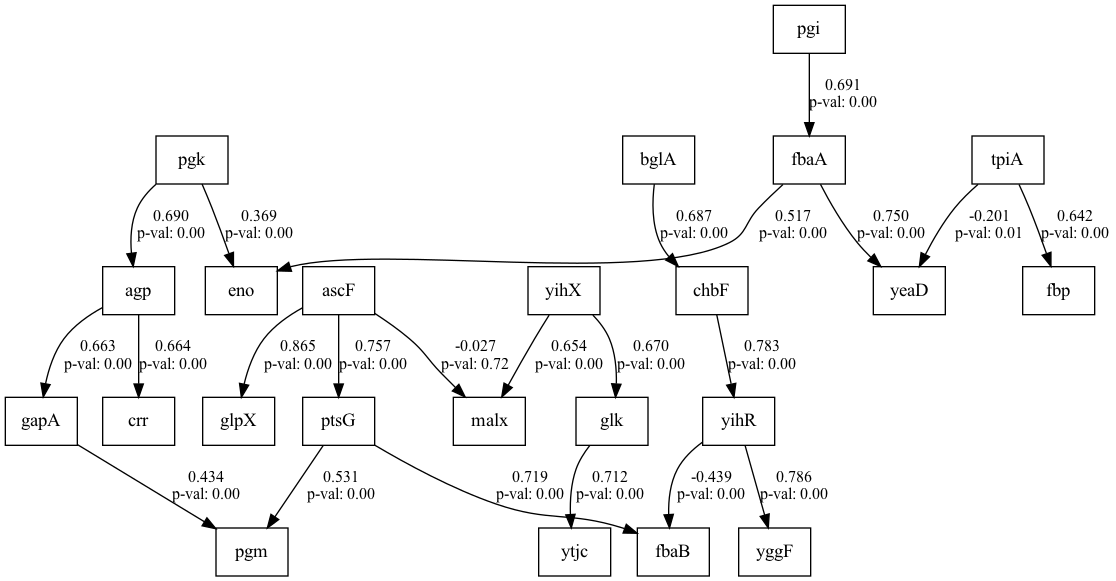 pgi
0.691
p-val: 0.00
pgk
bglA
fbaA
tpiA
0.690
p-val: 0.00
0.369
p-val: 0.00
0.687
p-val: 0.00
0.517
p-val: 0.00
0.750
p-val: 0.00
-0.201
p-val: 0.01
0.642
p-val: 0.00
agp
eno
ascF
yihX
chbF
yeaD
fbp
0.663
p-val: 0.00
0.664
p-val: 0.00
0.865
p-val: 0.00
0.757
p-val: 0.00
-0.027
p-val: 0.72
0.654
p-val: 0.00
0.670
p-val: 0.00
0.783
p-val: 0.00
gapA
crr
glpX
ptsG
malx
glk
yihR
0.434
p-val: 0.00
0.531
p-val: 0.00
0.719
p-val: 0.00
0.712
p-val: 0.00
-0.439
p-val: 0.00
0.786
p-val: 0.00
pgm
ytjc
fbaB
yggF